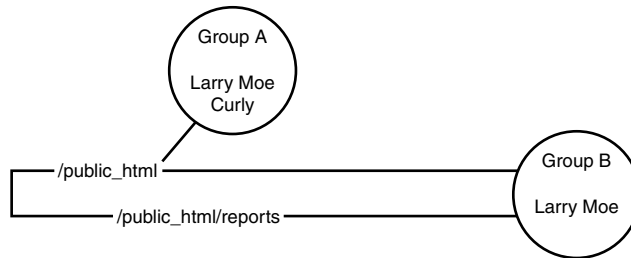 Group A
Larry Moe
Curly
/public_html
Group B
Larry Moe
/public_html/reports